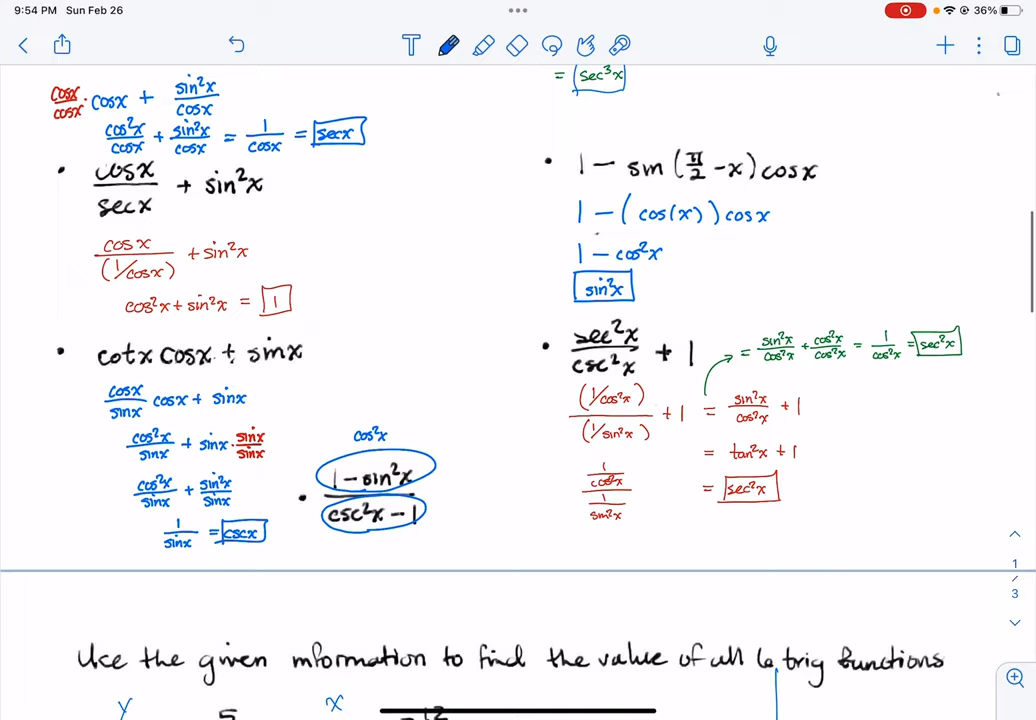 9:54 PM Sun Feb 26
36%
cosx/cosx · cosx + sin²x/cosx
cos²x/cosx + sin²x/cosx = 1/cosx = secx
• cosx/secx + sin²x
cosx/(1/cosx) + sin²x
cos²x + sin²x = 1
• cotx cosx + sinx
cosx/sinx cosx + sinx
cos²x/sinx + sinx · sinx/sinx
cos²x/sinx + sin²x/sinx
1/sinx = cscx
cos²x
• 1 - sin²x / csc²x - 1
= sec³x
• 1 - sin(π/2 - x) cosx
1 - (cos(x)) cosx
1 - cos²x
sin²x
• sec²x/csc²x + 1
= sin²x/cos²x + cos²x/cos²x = 1/cos²x = sec²x
(1/cos²x)/(1/sin²x) + 1 = sin²x/cos²x + 1
= tan²x + 1
= sec²x
1/cos²x
1/sin²x
1
/
3
Use the given information to find the value of all 6 trig functions
y 5 x -12